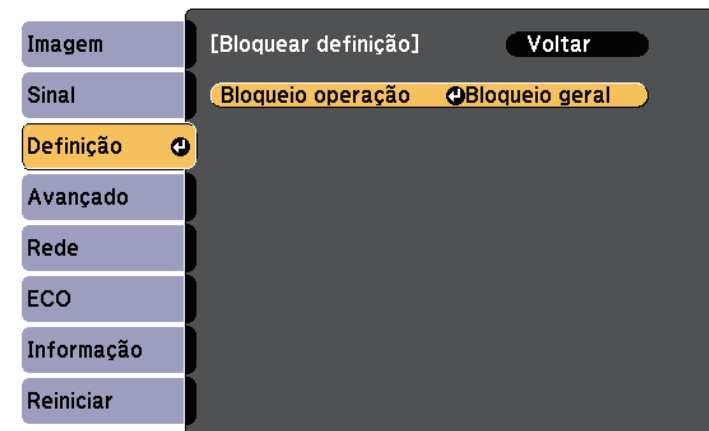 Imagem
Sinal
Definição
Avançado
Rede
ECO
Informação
Reiniciar
[Bloquear definição] Voltar
Bloqueio operação Bloqueio geral